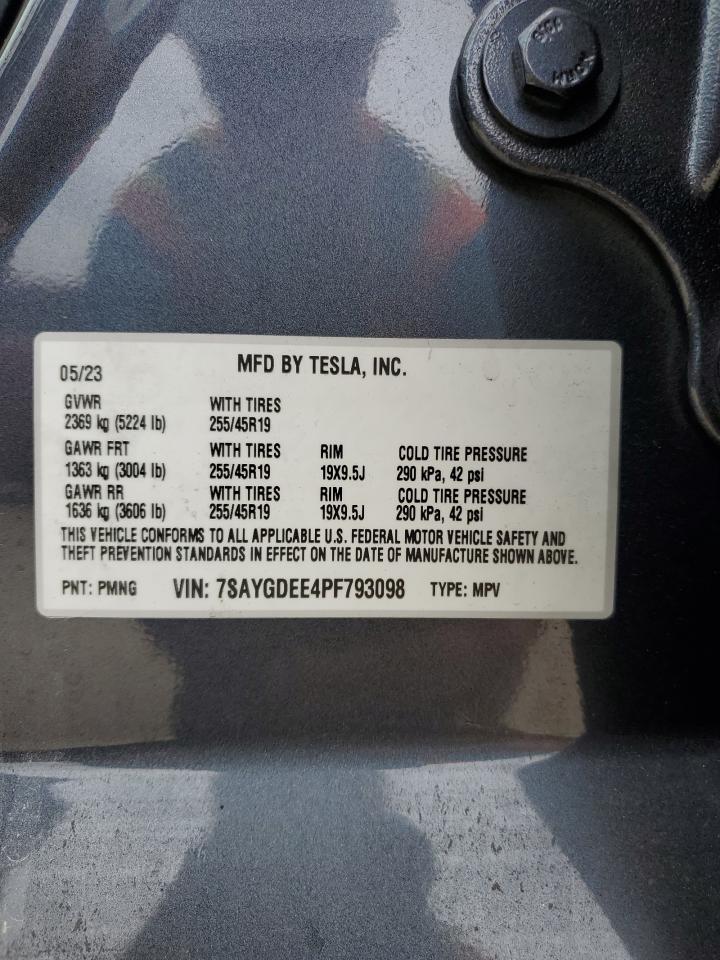 MFD BY TESLA, INC.
05/23
GVWR WITH TIRES
2369 kg (5224 lb) 255/45R19
GAWR FRT WITH TIRES RIM COLD TIRE PRESSURE
1363 kg (3004 lb) 255/45R19 19X9.5J 290 kPa, 42 psi
GAWR RR WITH TIRES RIM COLD TIRE PRESSURE
1636 kg (3606 lb) 255/45R19 19X9.5J 290 kPa, 42 psi
THIS VEHICLE CONFORMS TO ALL APPLICABLE U.S. FEDERAL MOTOR VEHICLE SAFETY AND
THEFT PREVENTION STANDARDS IN EFFECT ON THE DATE OF MANUFACTURE SHOWN ABOVE.
PNT: PMNG VIN: 7SAYGDEE4PF793098 TYPE: MPV